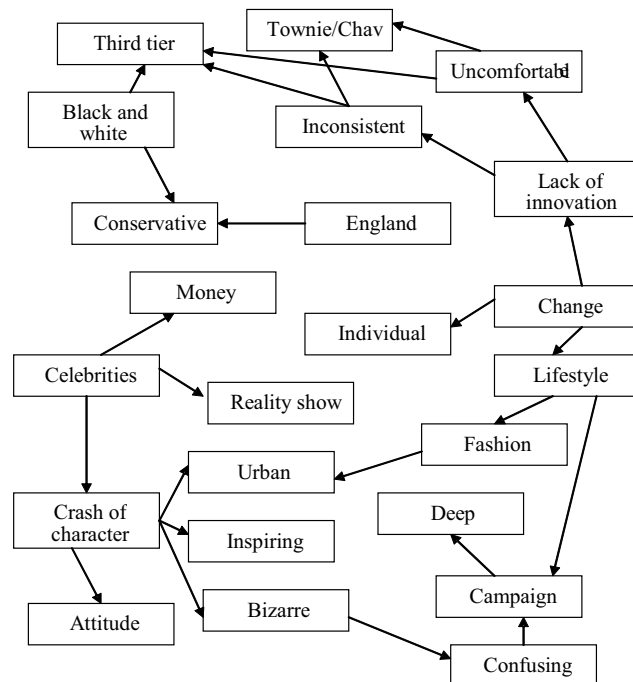 Townie/Chav
Third tier
Uncomfortabl
Black and
white
Inconsistent
Lack of
innovation
Conservative
England
Money
Change
Individual
Celebrities
Lifestyle
Reality show
Fashion
Urban
Crash of
character
Deep
Inspiring
Attitude
Bizarre
Campaign
Confusing